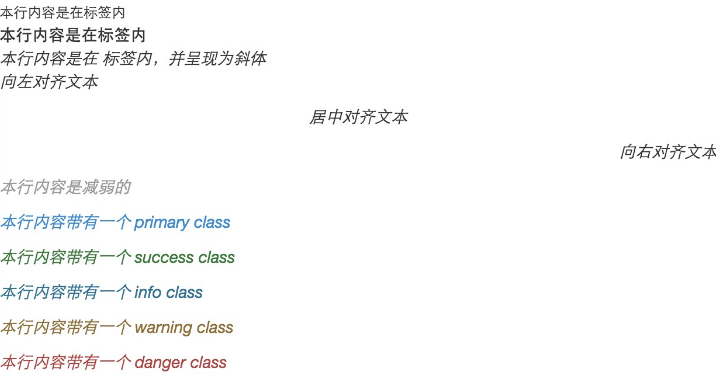 本行内容是在标签内
本行内容是在标签内
本行内容是在 标签内，并呈现为斜体
向左对齐文本
居中对齐文本
向右对齐文本
本行内容是减弱的
本行内容带有一个 primary class
本行内容带有一个 success class
本行内容带有一个 info class
本行内容带有一个 warning class
本行内容带有一个 danger class